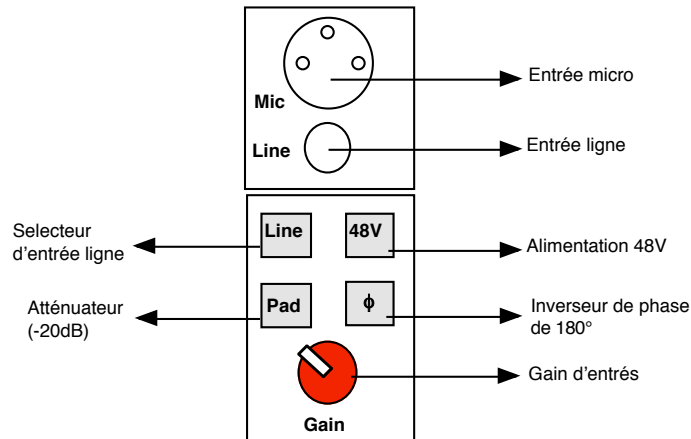 Mic
Entrée micro
Line
Entrée ligne
Selecteur
d'entrée ligne
Line
48V
Alimentation 48V
Atténuateur
(-20dB)
Pad
ϕ
Inverseur de phase
de 180°
Gain d'entrés
Gain